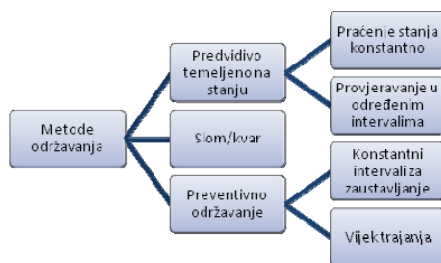 Metode
održavanja
Predvidivo
temeljeno na
stanju
Slom/kvar
Preventivno
održavanje
Praćenje stanja
konstantno
Provjeravanje u
određenim
intervalima
Konstantni
intervali za
zaustavljanje
Vijek trajanja